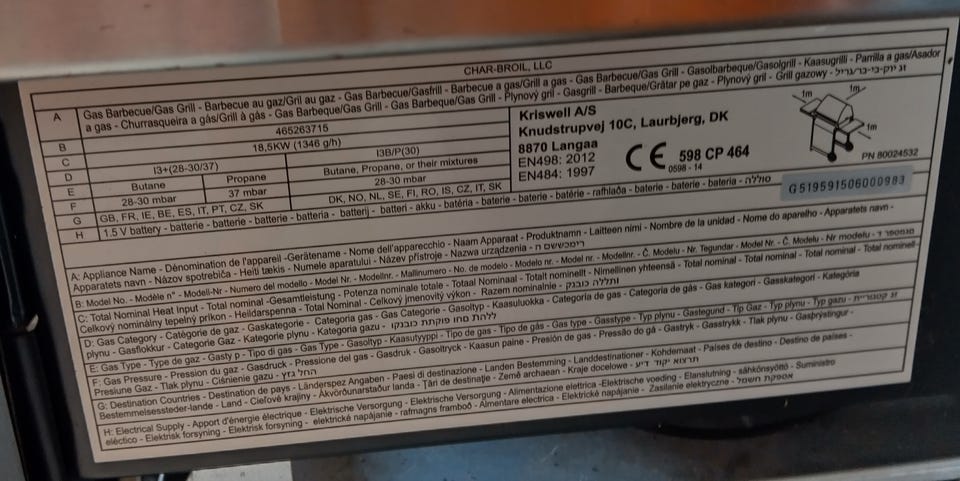 CHAR-BROIL, LLC
A Gas Barbecue/Gas Grill - Barbecue au gaz/Gril au gaz - Gas Barbecue/Gasfrill - Barbecue a gas/Grill a gas - Gas Barbecue/Gas Grill - Gasolbarbeque/Gasolgrill - Kaasugrilli - Parrilla a gas/Asador
a gas - Churrasqueira a gás/Grill à gás - Gas Barbeque/Gas Grill - Gas Barbeque/Gas Grill - Plynový gril - Gasgrill - Barbecue/Grătar pe gaz - Plynový gril - Grill gazowy -
B 465263715
C 18,5KW (1346 g/h)
D I3+(28-30/37) I3B/P(30)
E Butane Propane Butane, Propane, or their mixtures
F 28-30 mbar 37 mbar 28-30 mbar
G GB, FR, IE, BE, ES, IT, PT, CZ, SK DK, NO, NL, SE, FI, RO, IS, CZ, IT, SK
H 1.5 V battery - batterie - batterie - batteria - batterij - batteri - akku - batéria - batérie - rafhlaða - baterie - baterie - bateria - סוללה
Kriswell A/S
Knudstrupvej 10C, Laurbjerg, DK
8870 Langaa
EN498: 2012
EN484: 1997
CE 598 CP 464
0598 - 14
1m
1m
1m
PN 80024532
G519591506000983
A: Appliance Name - Dénomination de l'appareil -Gerätename - Nome dell'apparecchio - Naam Apparaat - Produktnamn - Laitteen nimi - Nombre de la unidad - Nome do aparelho - Apparatets navn -
Apparatets navn - Názov spotrebiča - Heiti tækis - Numele aparatului - Název přístroje - Nazwa urządzenia -
B: Model No. - Modèle n° - Modell-Nr - Numero del modello - Model Nr. - Modellnr. - Mallinumero - No. de modelo - Modelo nr. - Model nr. - Modellnr. - Č. Modelu - Nr. Tegundar - Model Nr. - Č. Modelu - Nr modelu -
C: Total Nominal Heat Input - Total nominal -Gesamtleistung - Potenza nominale totale - Totaal Nominaal - Totalt nominellt - Nimellinen yhteensä - Total nominal - Total nominal - Total nominell
Celkový nominálny tepelný príkon - Heildarspenna - Total Nominal - Celkový jmenovitý výkon - Razem nominalnie -
D: Gas Category - Catégorie de gaz - Gaskategorie - Categoria gas - Gas Categorie - Gasoltyp - Kaasuluokka - Categoria de gas - Categoria de gás - Gas kategori - Gasskategori - Kategória
plynu - Gasflokkur - Categorie Gaz - Kategorie plynu - Kategoria gazu -
E: Gas Type - Type de gaz - Gasty p - Tipo di gas - Gas Type - Gasoltyp - Kaasutyyppi - Tipo de gas - Tipo de gás - Gas type - Gasstype - Typ plynu - Gastegund - Tip Gaz - Typ plynu - Typ gazu -
F: Gas Pressure - Pression du gaz - Gasdruck - Pressione del gas - Gasdruk - Gasoltryck - Kaasun paine - Presión de gas - Pressão do gá - Gastryk - Gasstrykk - Tlak plynu - Gasþrýstingur -
Presiune Gaz - Tlak plynu - Ciśnienie gazu -
G: Destination Countries - Destination de pays - Länderspez Angaben - Paesi di destinazione - Landen Bestemming - Landdestinationer - Kohdemaat - Países de destino - Destino de países -
Bestemmelsessteder-lande - Land - Cieľové krajiny - Ákvörðunarstaðar landa - Țări de destinație - Země archaean - Kraje docelowe -
H: Electrical Supply - Apport d'énergie électrique - Elektrische Versorgung - Elektrische Versorgung - Alimentazione elettrica -Elektrische voeding - Elanslutning - sähkönsyöttö - Suministro
eléctico - Elektrisk forsyning - Elektrisk forsyning - elektrické napájanie - rafmagns framboð - Alimentare electrica - Elektrické napájení - Zasilanie elektryczne - אספקת חשמל